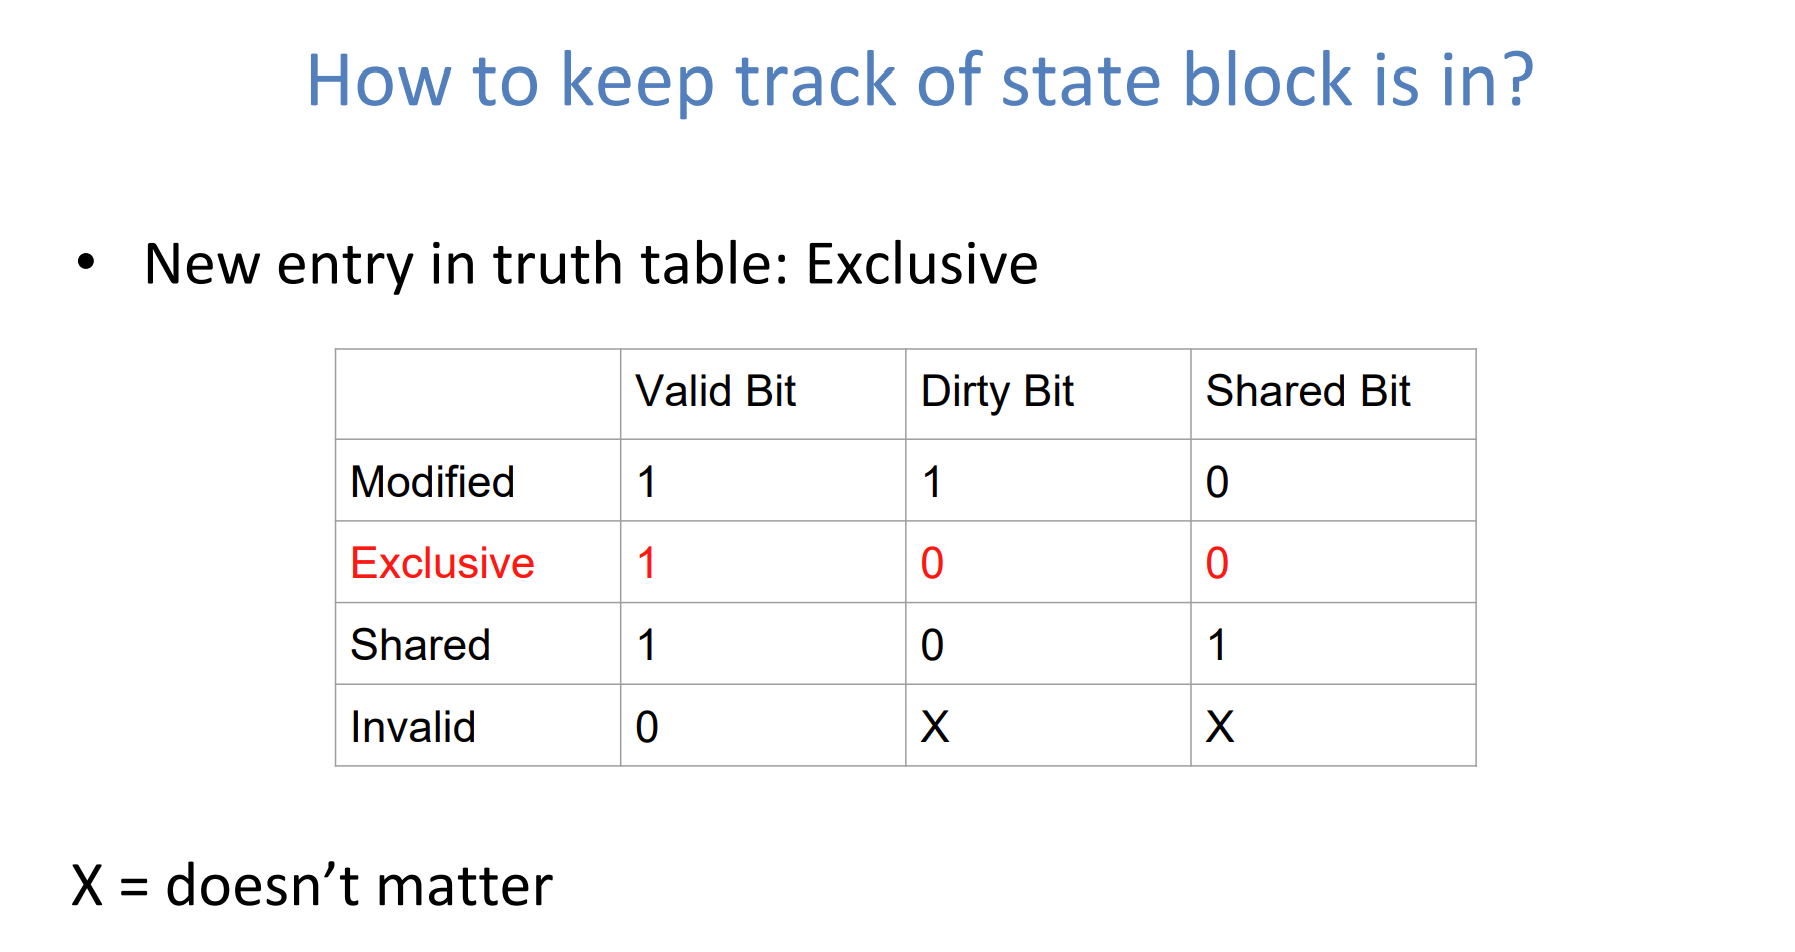 How to keep track of state block is in?
• New entry in truth table: Exclusive
Valid Bit Dirty Bit Shared Bit
Modified 1 1 0
Exclusive 1 0 0
Shared 1 0 1
Invalid 0 X X
X = doesn’t matter